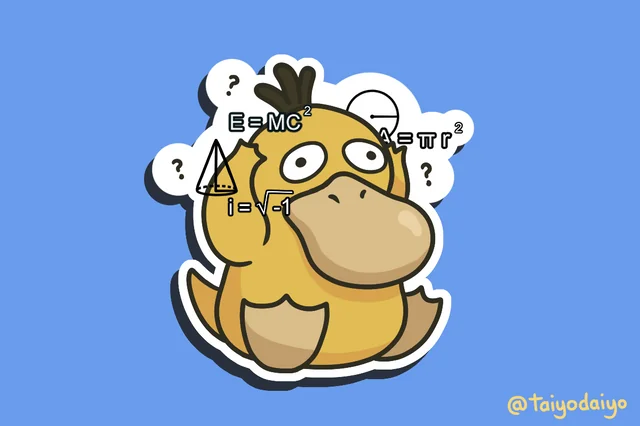 ?
E=MC²
A=πr²
?
?
i=√-1
@Taiyodaiyo